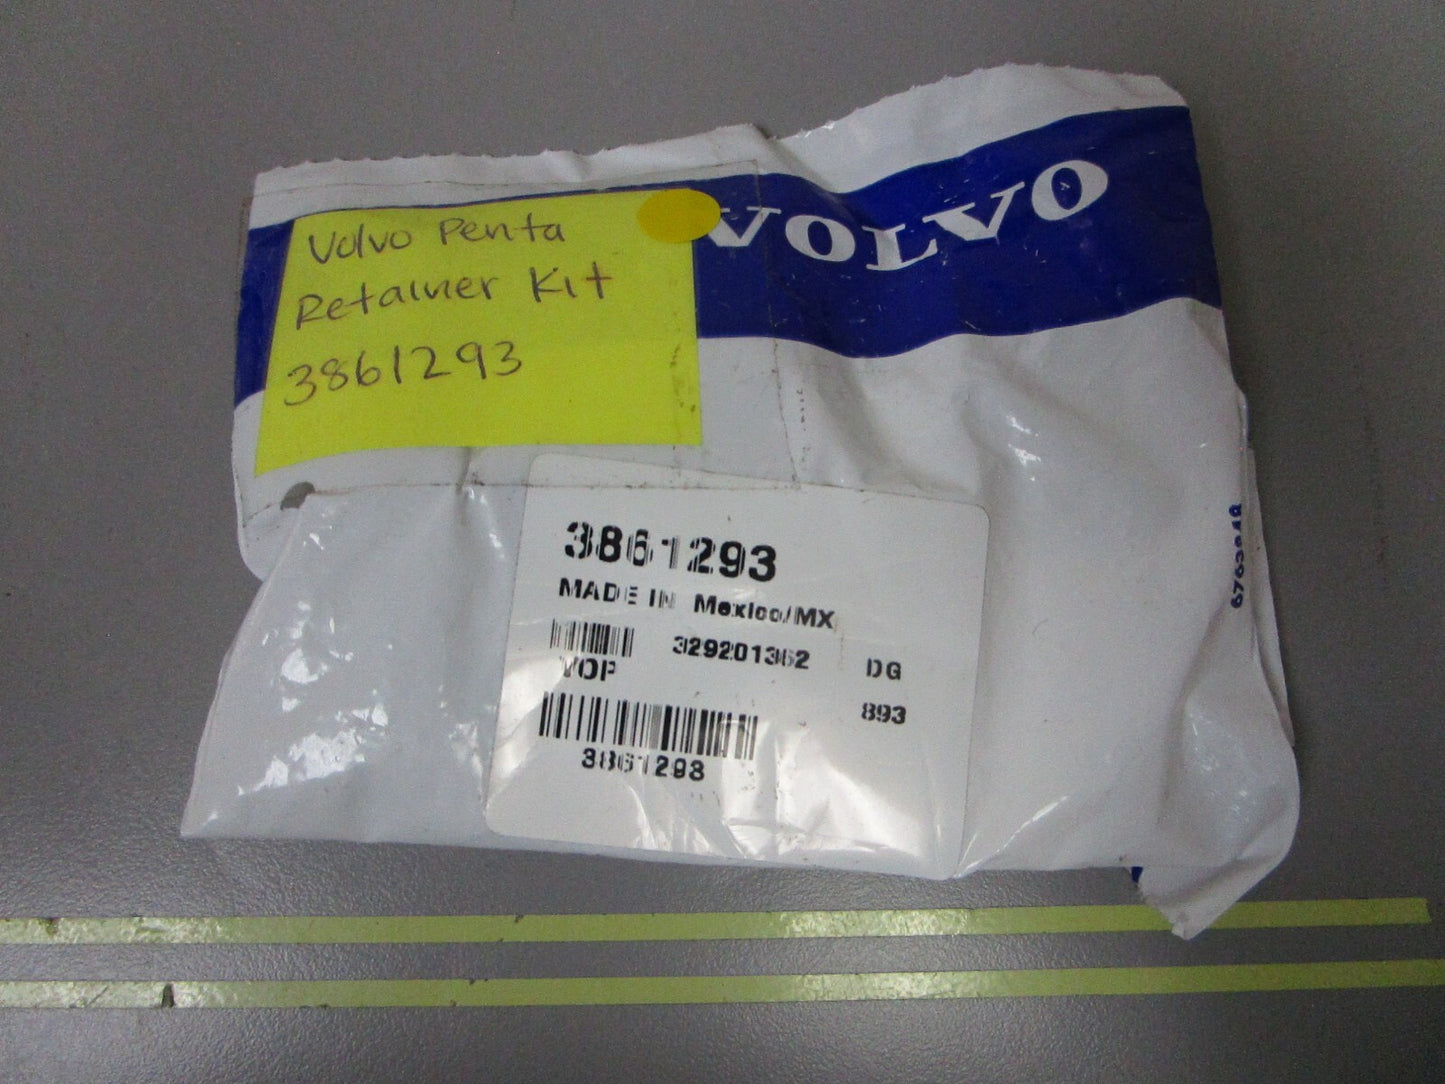 VOLVO
Volvo Penta
Retainer Kit
3861293
3861293
MADE IN Mexico/MX
329201362 DG
VOP
893
3861293